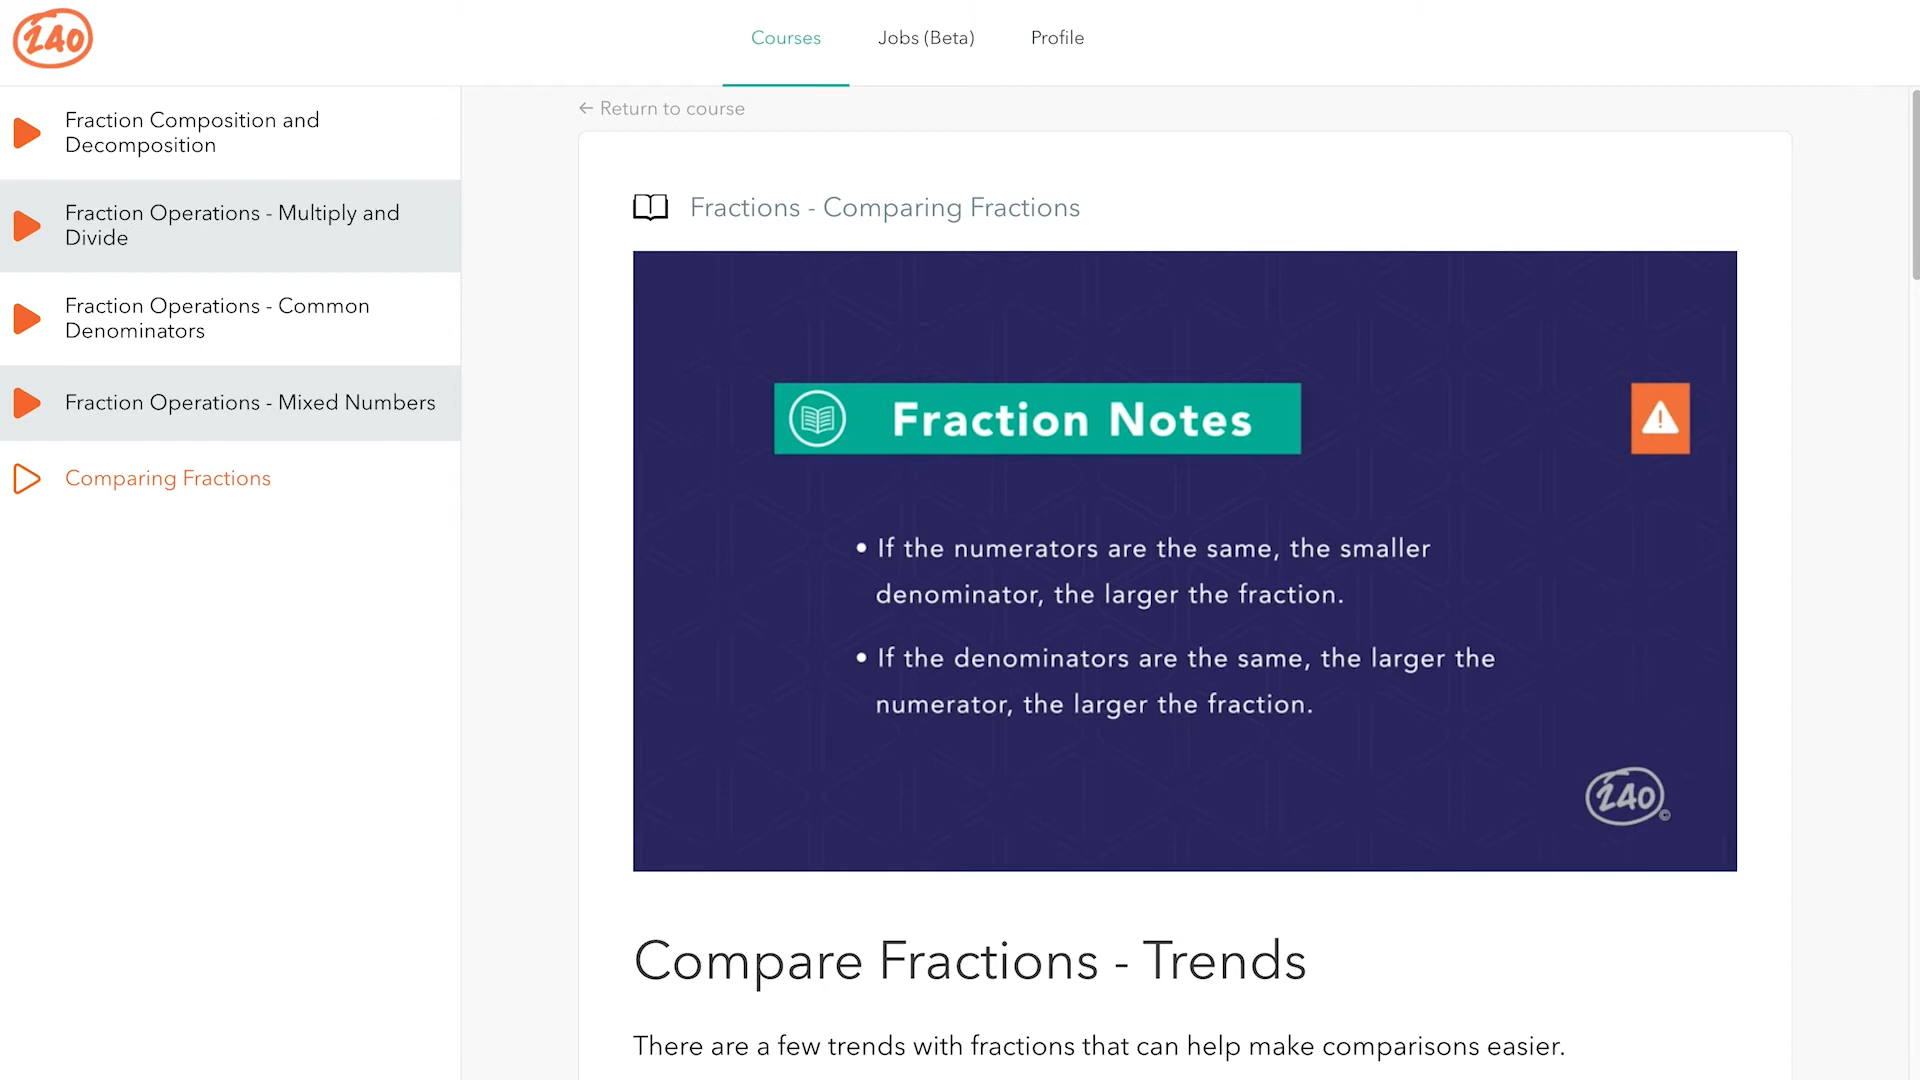 240
Courses
Jobs (Beta)
Profile
Fraction Composition and
Decomposition
Fraction Operations - Multiply and
Divide
Fraction Operations - Common
Denominators
Fraction Operations - Mixed Numbers
Comparing Fractions
← Return to course
Fractions - Comparing Fractions
Fraction Notes
• If the numerators are the same, the smaller
denominator, the larger the fraction.
• If the denominators are the same, the larger the
numerator, the larger the fraction.
240©
Compare Fractions - Trends
There are a few trends with fractions that can help make comparisons easier.